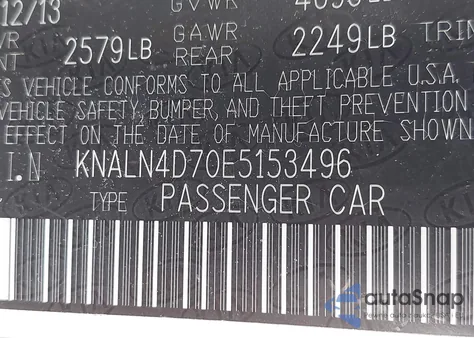 12/13 GVWR
GAWR
2579LB REAR 2249LB TRIM
VEHICLE CONFORMS TO ALL APPLICABLE U.S.A.
VEHICLE SAFETY, BUMPER, AND THEFT PREVENTION
EFFECT ON THE DATE OF MANUFACTURE SHOWN
I.N KNALN4D70E5153496
TYPE PASSENGER CAR
autoSnap